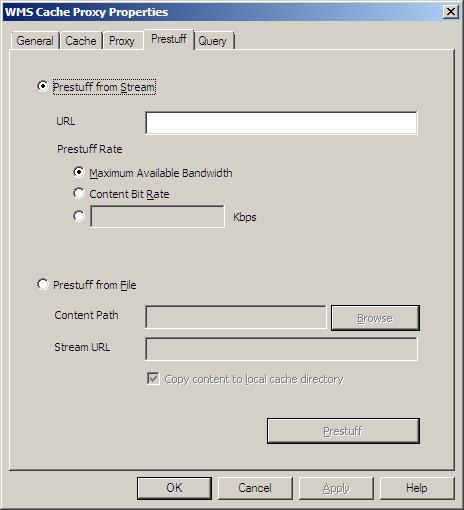 WMS Cache Proxy Properties
General Cache Proxy Prestuff Query
Prestuff from Stream
URL
Prestuff Rate
Maximum Available Bandwidth
Content Bit Rate
Kbps
Prestuff from File
Content Path Browse
Stream URL
Copy content to local cache directory
Prestuff
OK Cancel Apply Help